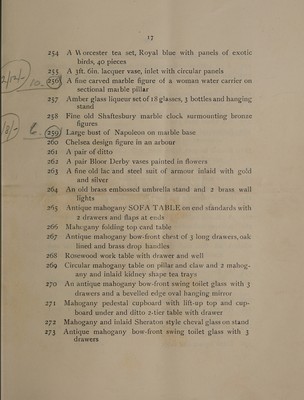 17
254 A Worcester tea set, Royal blue with panels of exotic
birds, 40 pieces
255 A 3ft. 6in. lacquer vase, inlet with circular panels
256 A fine carved marble figure of a woman water carrier on
sectional marble pillar
257 Amber glass liqueur set of 18 glasses, 3 bottles and hanging
stand
258 Fine old Shaftesbury marble clock surmounting bronze
figures
259 Large bust of Napoleon on marble base
260 Chelsea design figure in an arbour
261 A pair of ditto
262 A pair Bloor Derby vases painted in flowers
263 A fine old lac and steel suit of armour inlaid with gold
and silver
264 An old brass embossed umbrella stand and 2 brass wall
lights
265 Antique mahogany SOFA TABLE on end standards with
2 drawers and flaps at ends
266 Mahogany folding top card table
267 Antique mahogany bow-front chest of 3 long drawers, oak
lined and brass drop handles
268 Rosewood work table with drawer and well
269 Circular mahogany table on pillar and claw and 2 mahog-
any and inlaid kidney shape tea trays
270 An antique mahogany bow-front swing toilet glass with 3
drawers and a bevelled edge oval hanging mirror
271 Mahogany pedestal cupboard with lift-up top and cup-
board under and ditto 2-tier table with drawer
272 Mahogany and inlaid Sheraton style cheval glass on stand
273 Antique mahogany bow-front swing toilet glass with 3
drawers